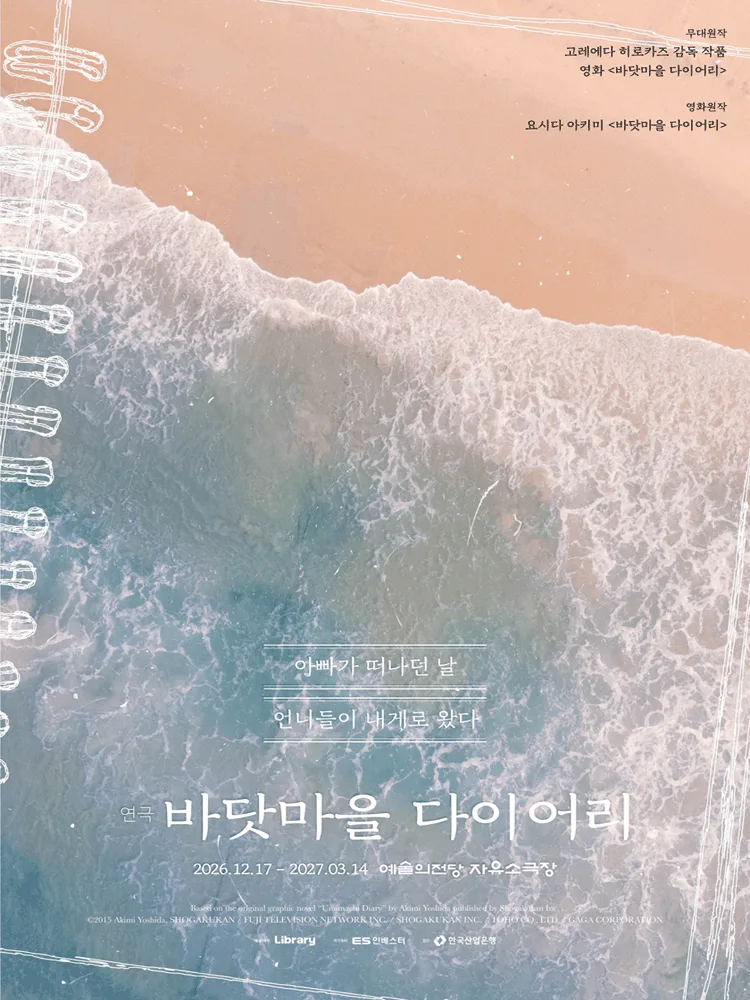 무대원작
고레에다 히로카즈 감독 작품
영화 <바닷마을 다이어리>
영화원작
요시다 아키미 <바닷마을 다이어리>
아빠가 떠나던 날
언니들이 내게로 왔다
연극 바닷마을 다이어리
2026.12.17 – 2027.03.14 예술의전당 자유소극장
Based on the original graphic novel "Umimachi Diary" by Akimi Yoshida published by Shogakukan Inc.
©2015 Akimi Yoshida, SHOGAKUKAN / FUJI TELEVISION NETWORK INC. / SHOGAKUKAN INC. / TOHO CO., LTD. / GAGA CORPORATION
Library ES인베스터 한국산업은행